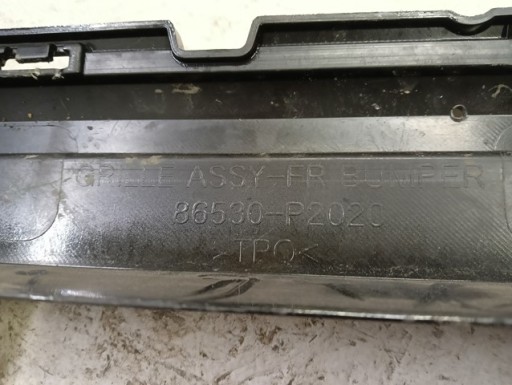 GRILLE ASSY-FR BUMPER
86530-P2020
>TPO<